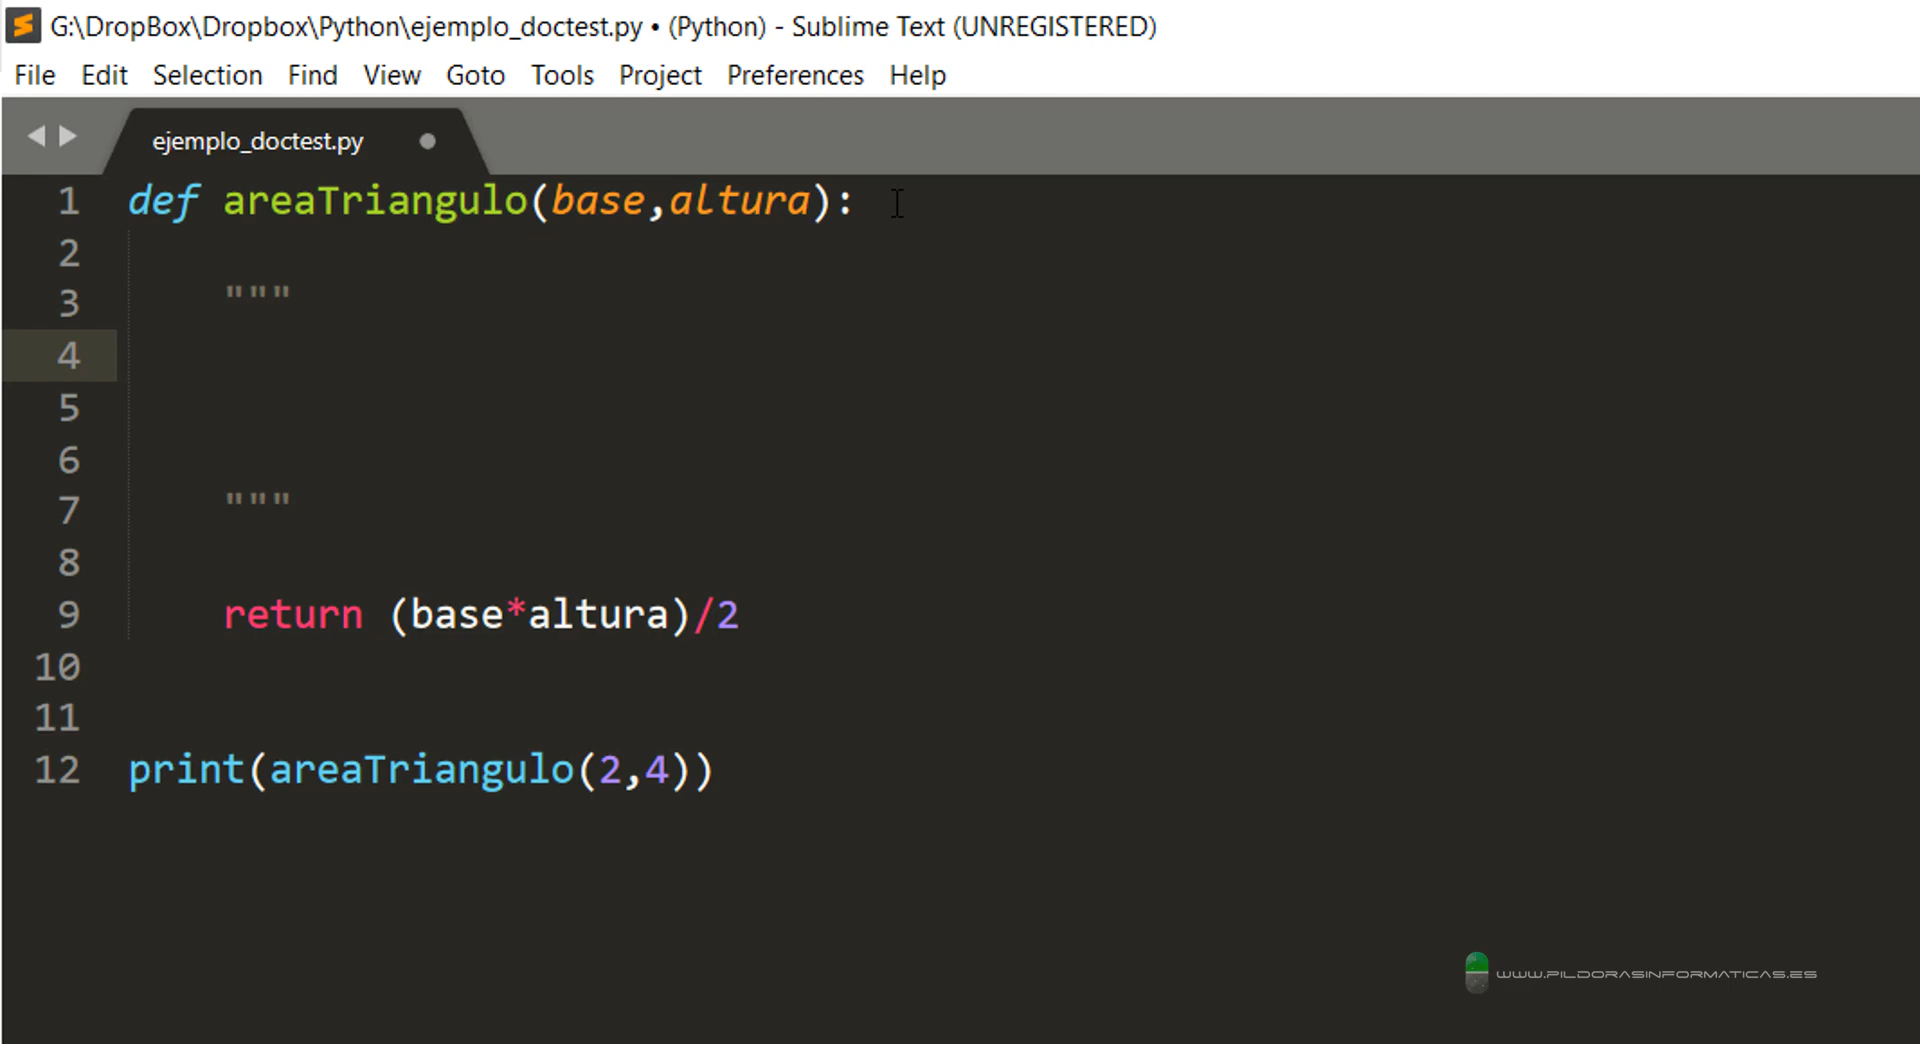 G:\DropBox\Dropbox\Python\ejemplo_doctest.py • (Python) - Sublime Text (UNREGISTERED)
File Edit Selection Find View Goto Tools Project Preferences Help
ejemplo_doctest.py
1 def areaTriangulo(base,altura):
2
3 """
4
5
6
7 """
8
9 return (base*altura)/2
10
11
12 print(areaTriangulo(2,4))
WWW.PILDORASINFORMATICAS.ES